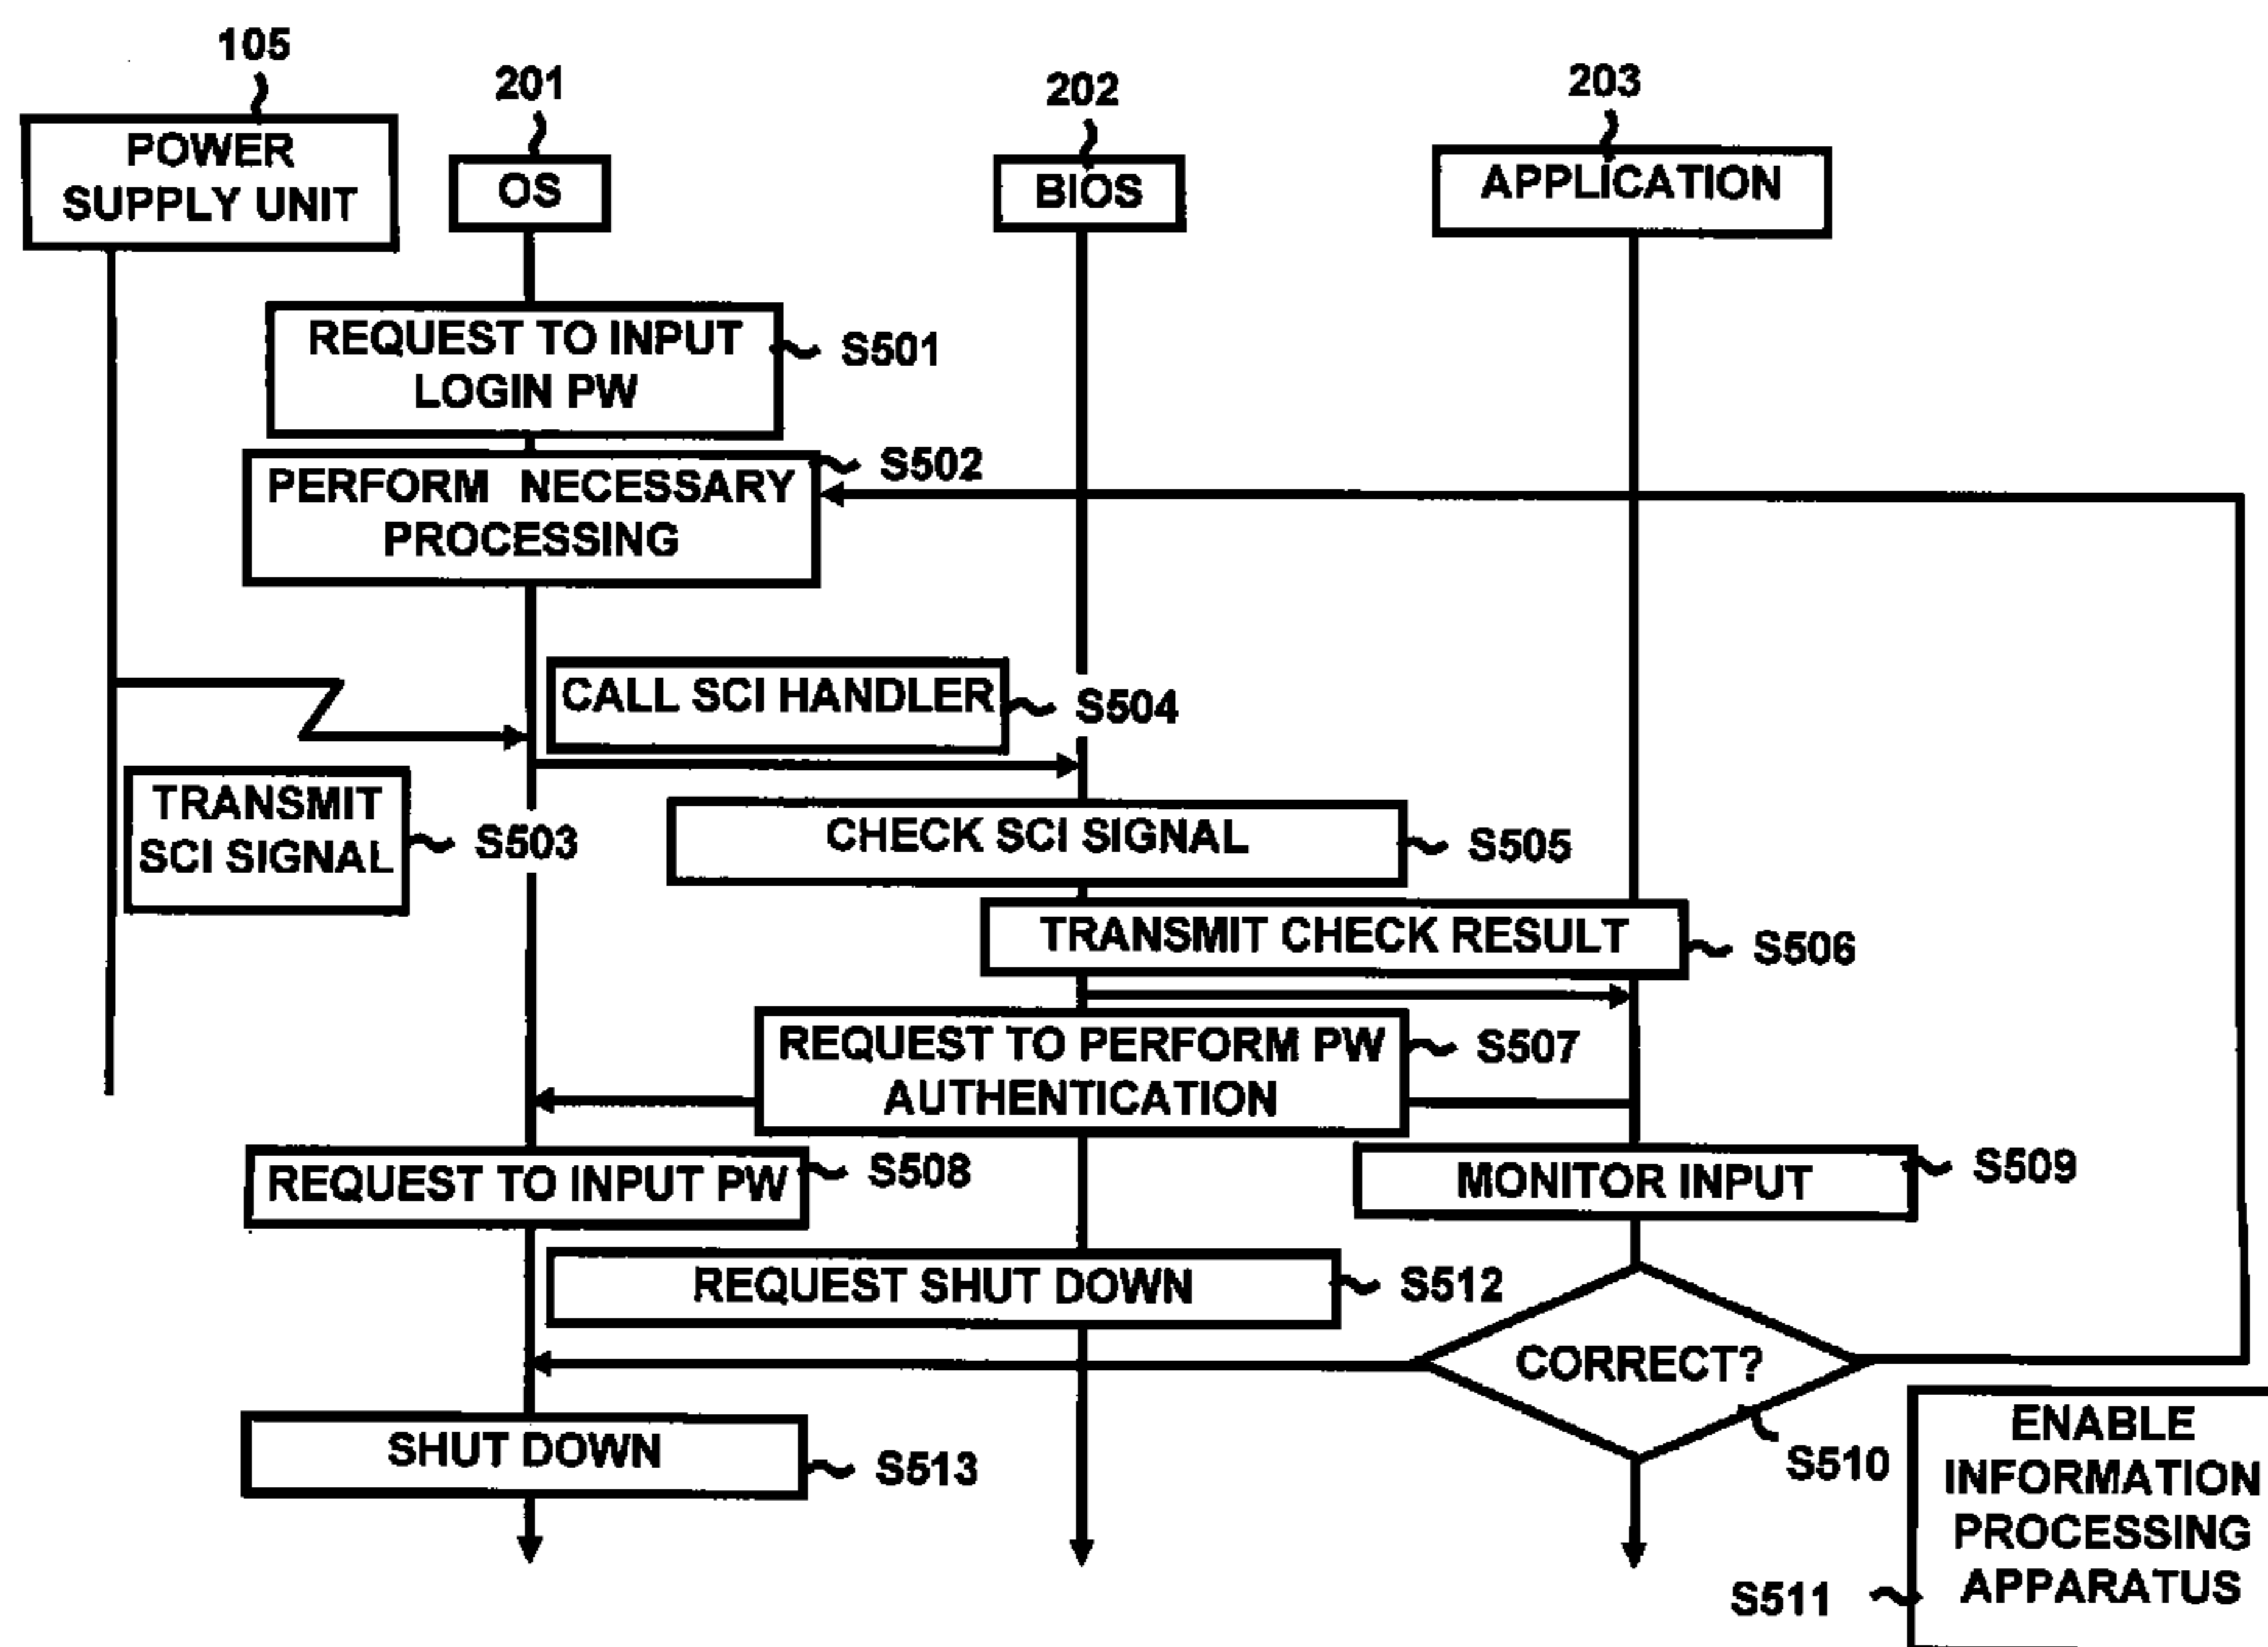 105
201
202
203
POWER
SUPPLY UNIT
OS
BIOS
APPLICATION
REQUEST TO INPUT
LOGIN PW
S501
PERFORM NECESSARY
PROCESSING
S502
CALL SCI HANDLER
S504
TRANSMIT
SCI SIGNAL
S503
CHECK SCI SIGNAL
S505
TRANSMIT CHECK RESULT
S506
REQUEST TO PERFORM PW
AUTHENTICATION
S507
REQUEST TO INPUT PW
S508
MONITOR INPUT
S509
REQUEST SHUT DOWN
S512
CORRECT?
S510
SHUT DOWN
S513
ENABLE
INFORMATION
PROCESSING
APPARATUS
S511